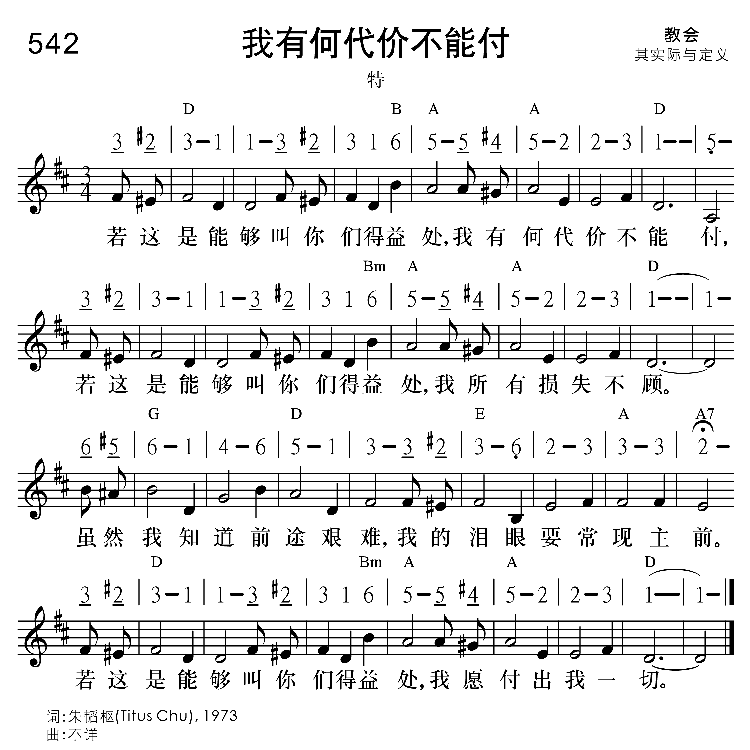 542 我有何代价不能付 教会
其实际与定义
特
D B A A D
3 #2 | 3−1 | 1−3 #2 | 3 1 6 | 5−5 #4 | 5−2 | 2−3 | 1−− | 5−
3/4
若这是能够叫你们得益处,我有何代价不能付,
Bm A A D
3 #2 | 3−1 | 1−3 #2 | 3 1 6 | 5−5 #4 | 5−2 | 2−3 | 1−− | 1−
若这是能够叫你们得益处,我所有损失不顾。
G D E A A7
6 #5 | 6−1 | 4−6 | 5−1 | 3−3 #2 | 3−6 | 2−3 | 3−3 | 2−
虽然我知道前途艰难,我的泪眼要常现主前。
D Bm A A D
3 #2 | 3−1 | 1−3 #2 | 3 1 6 | 5−5 #4 | 5−2 | 2−3 | 1−− | 1−
若这是能够叫你们得益处,我愿付出我一切。
词:朱韬枢(Titus Chu), 1973
曲:不详